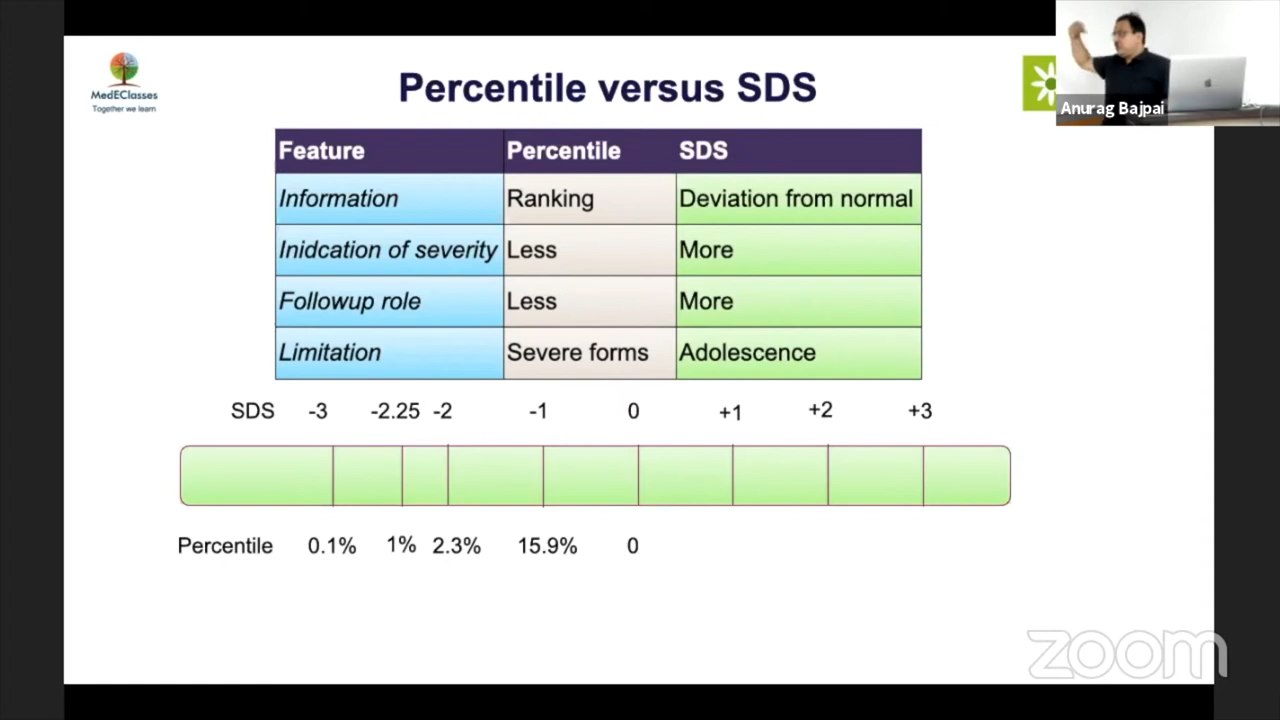 MedEClasses
Together we learn
Percentile versus SDS
Anurag Bajpai
Feature Percentile SDS
Information Ranking Deviation from normal
Inidcation of severity Less More
Followup role Less More
Limitation Severe forms Adolescence
SDS -3 -2.25 -2 -1 0 +1 +2 +3
Percentile 0.1% 1% 2.3% 15.9% 0
zoom